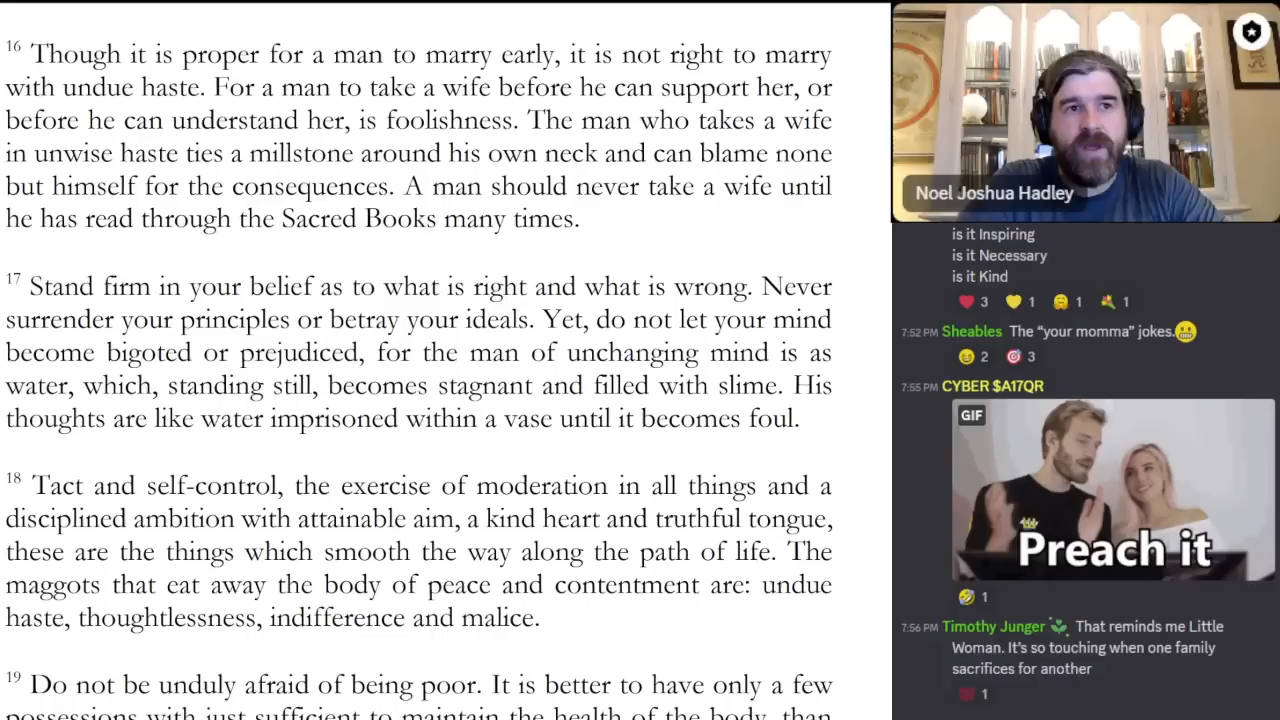 16 Though it is proper for a man to marry early, it is not right to marry
with undue haste. For a man to take a wife before he can support her, or
before he can understand her, is foolishness. The man who takes a wife
in unwise haste ties a millstone around his own neck and can blame none
but himself for the consequences. A man should never take a wife until
he has read through the Sacred Books many times.
17 Stand firm in your belief as to what is right and what is wrong. Never
surrender your principles or betray your ideals. Yet, do not let your mind
become bigoted or prejudiced, for the man of unchanging mind is as
water, which, standing still, becomes stagnant and filled with slime. His
thoughts are like water imprisoned within a vase until it becomes foul.
18 Tact and self-control, the exercise of moderation in all things and a
disciplined ambition with attainable aim, a kind heart and truthful tongue,
these are the things which smooth the way along the path of life. The
maggots that eat away the body of peace and contentment are: undue
haste, thoughtlessness, indifference and malice.
19 Do not be unduly afraid of being poor. It is better to have only a few
possessions with just sufficient to maintain the health of the body, than
Noel Joshua Hadley
is it Inspiring
is it Necessary
is it Kind
3 1 1 1
7:52 PM Sheables The “your momma” jokes.😬
2 3
7:55 PM CYBER $A17QR
GIF
Preach it
1
7:56 PM Timothy Junger That reminds me Little
Woman. It's so touching when one family
sacrifices for another
1